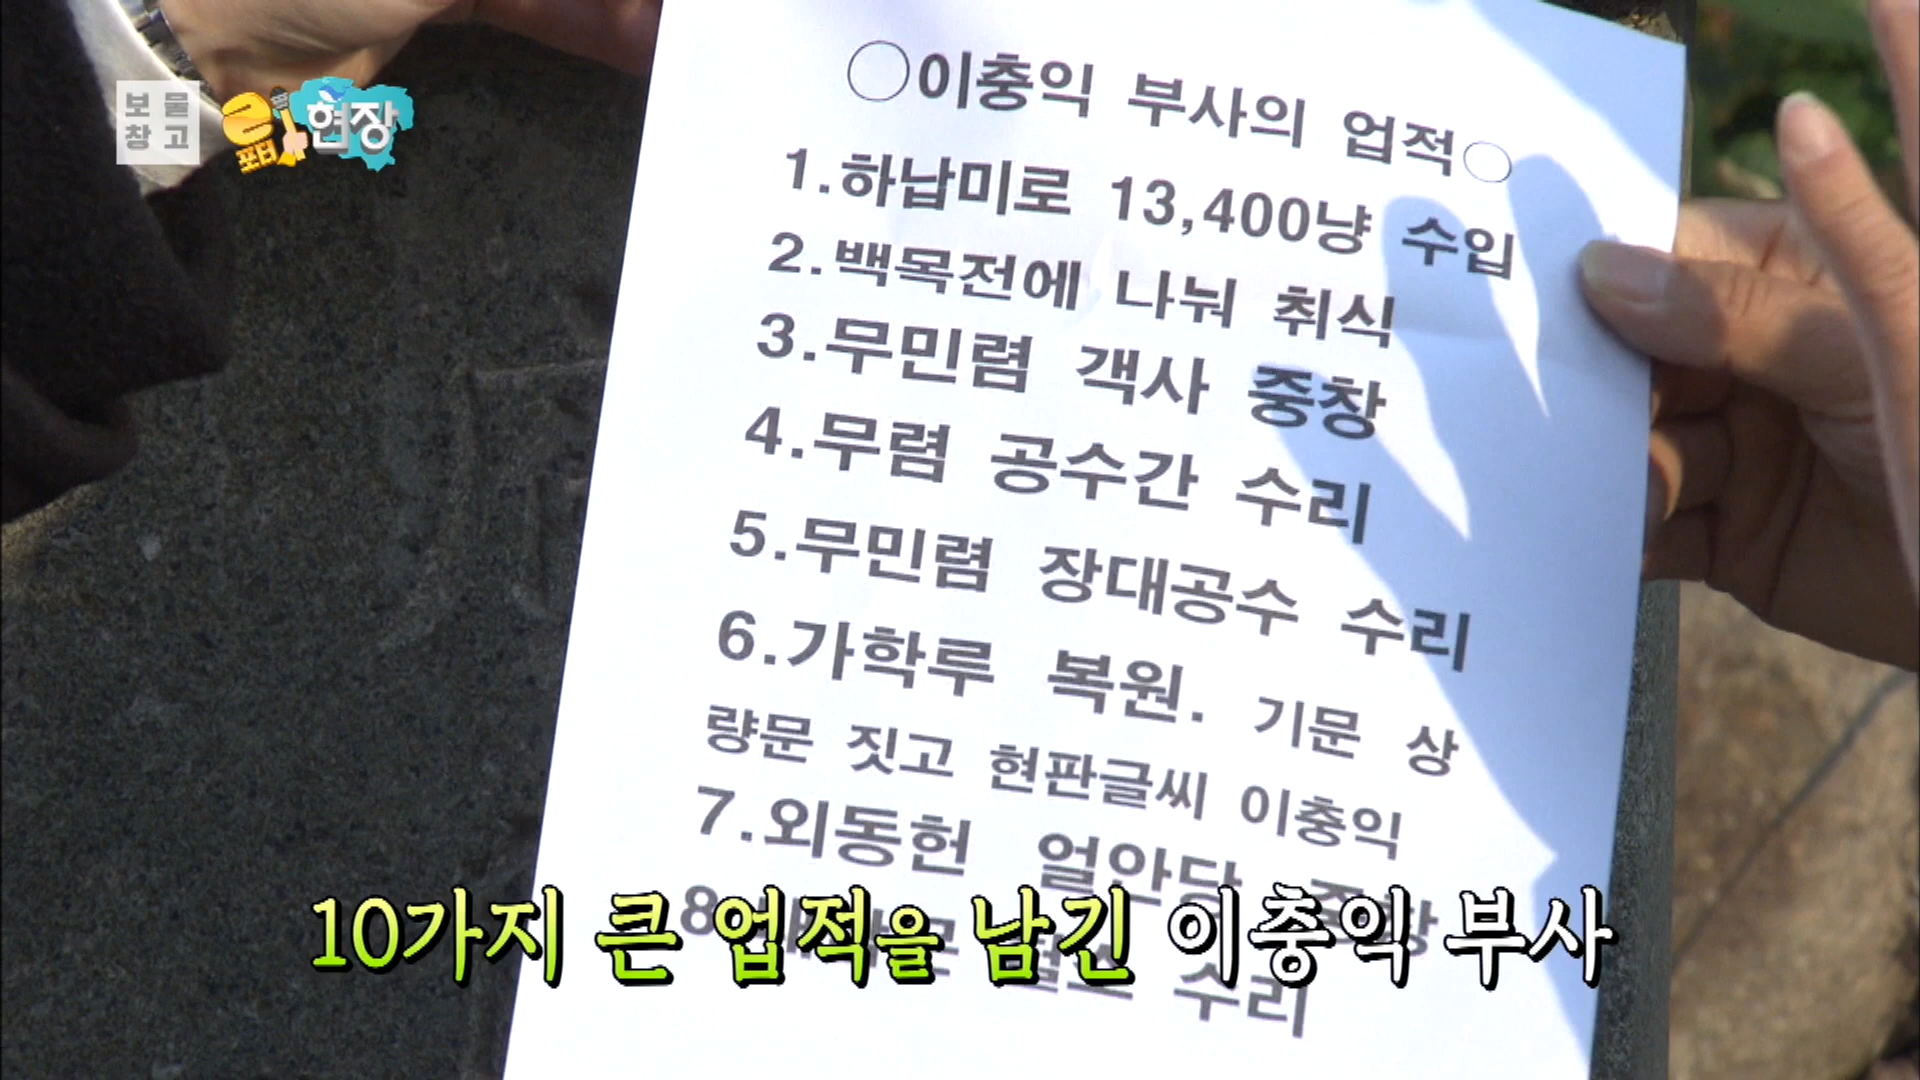 보물
창고
리포터 현장
○이충익 부사의 업적○
1.하납미로 13,400냥 수입
2.백목전에 나눠 취식
3.무민렴 객사 중창
4.무렴 공수간 수리
5.무민렴 장대공수 수리
6.가학루 복원. 기문 상
량문 짓고 현판글씨 이충익
7.외동헌 얼안당
8. 수리
10가지 큰 업적을 남긴 이충익 부사